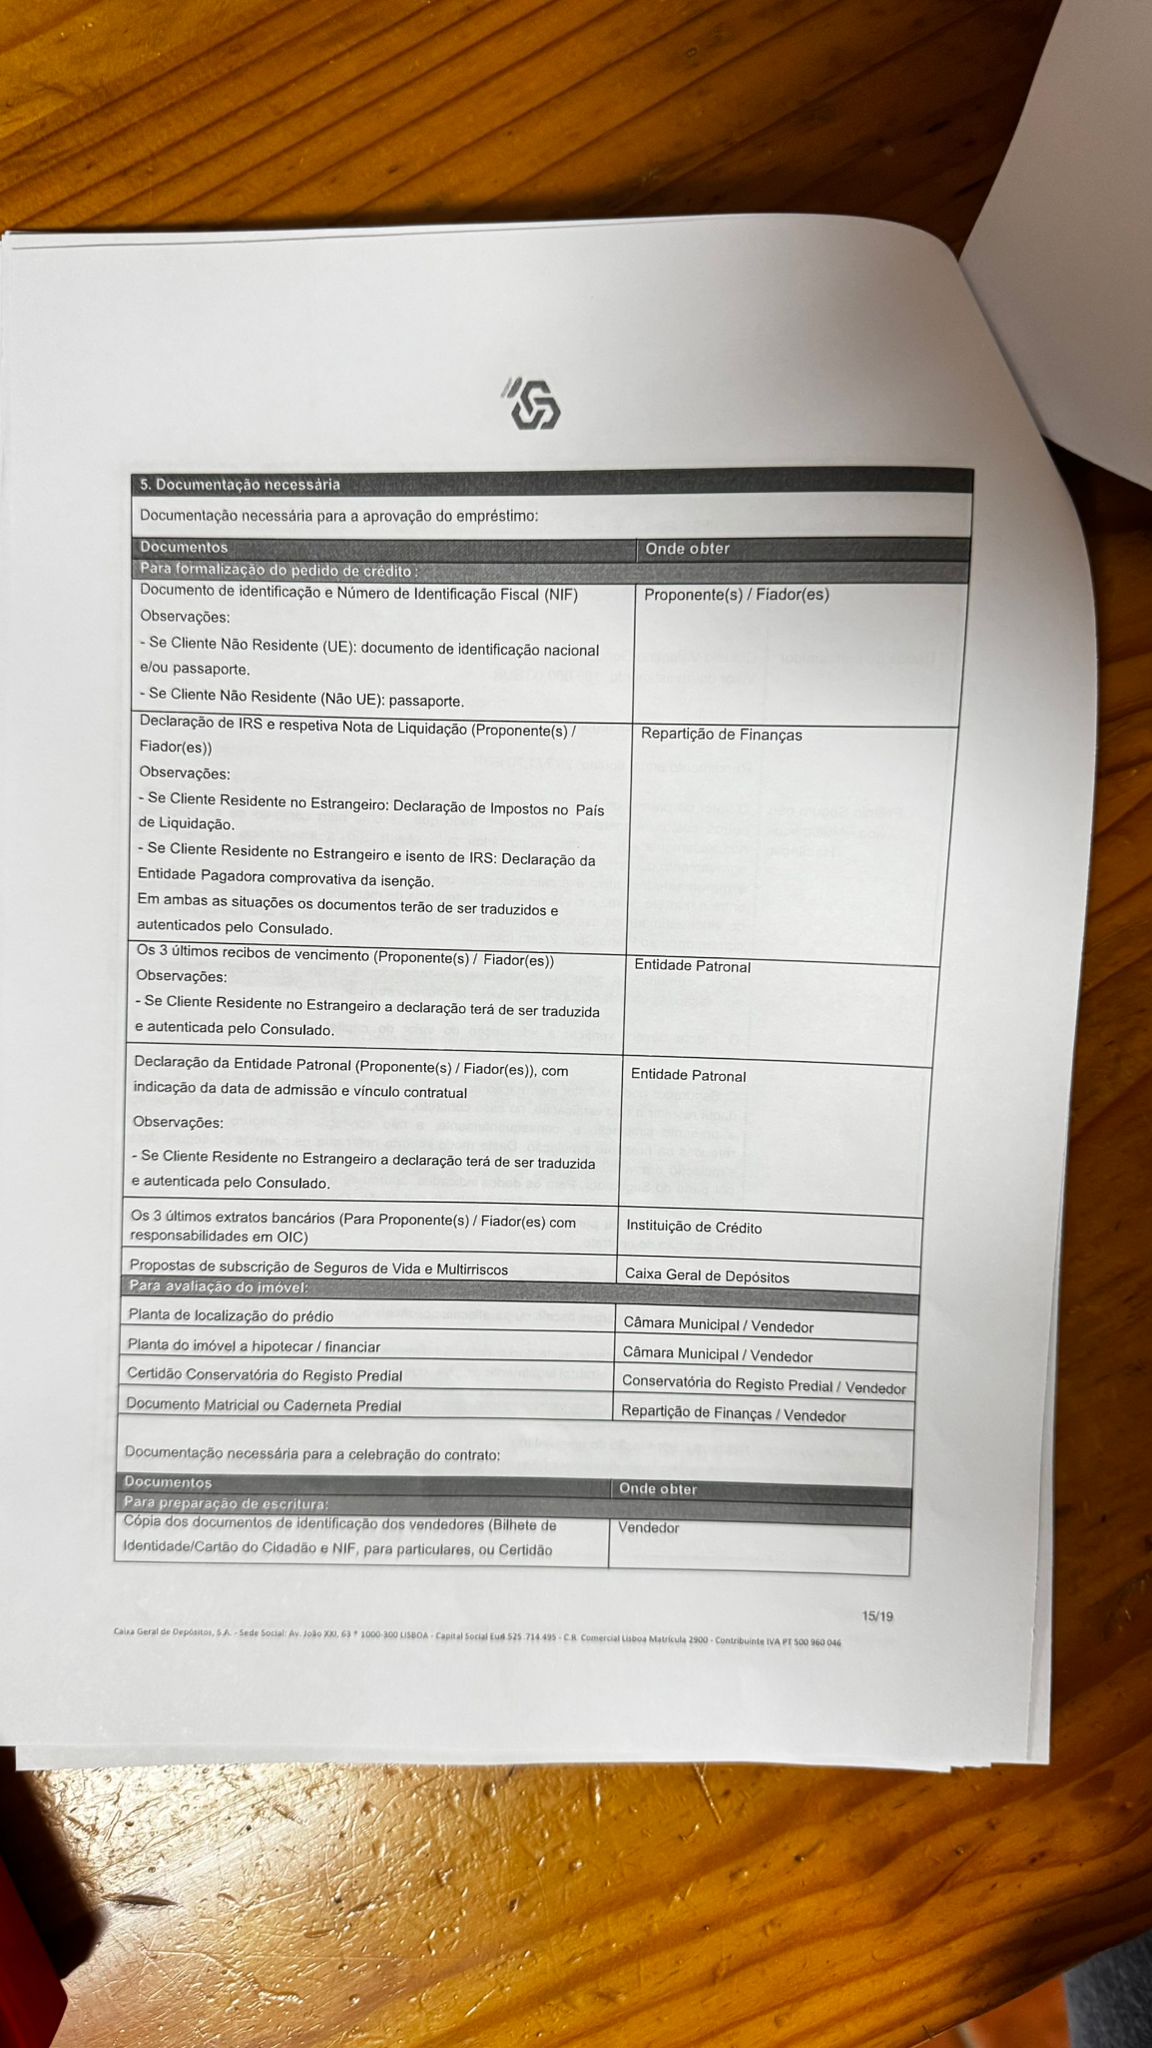 5. Documentação necessária
Documentação necessária para a aprovação do empréstimo:
Documentos Onde obter
Para formalização do pedido de crédito :
Documento de identificação e Número de Identificação Fiscal (NIF) Proponente(s) / Fiador(es)
Observações:
- Se Cliente Não Residente (UE): documento de identificação nacional
e/ou passaporte.
- Se Cliente Não Residente (Não UE): passaporte.
Declaração de IRS e respetiva Nota de Liquidação (Proponente(s) / Repartição de Finanças
Fiador(es))
Observações:
- Se Cliente Residente no Estrangeiro: Declaração de Impostos no País
de Liquidação.
- Se Cliente Residente no Estrangeiro e isento de IRS: Declaração da
Entidade Pagadora comprovativa da isenção.
Em ambas as situações os documentos terão de ser traduzidos e
autenticados pelo Consulado.
Os 3 últimos recibos de vencimento (Proponente(s) / Fiador(es)) Entidade Patronal
Observações:
- Se Cliente Residente no Estrangeiro a declaração terá de ser traduzida
e autenticada pelo Consulado.
Declaração da Entidade Patronal (Proponente(s) / Fiador(es)), com Entidade Patronal
indicação da data de admissão e vínculo contratual
Observações:
- Se Cliente Residente no Estrangeiro a declaração terá de ser traduzida
e autenticada pelo Consulado.
Os 3 últimos extratos bancários (Para Proponente(s) / Fiador(es) com Instituição de Crédito
responsabilidades em OIC)
Propostas de subscrição de Seguros de Vida e Multirriscos Caixa Geral de Depósitos
Para avaliação do imóvel:
Planta de localização do prédio Câmara Municipal / Vendedor
Planta do imóvel a hipotecar / financiar Câmara Municipal / Vendedor
Certidão Conservatória do Registo Predial Conservatória do Registo Predial / Vendedor
Documento Matricial ou Caderneta Predial Repartição de Finanças / Vendedor
Documentação necessária para a celebração do contrato:
Documentos Onde obter
Para preparação de escritura:
Cópia dos documentos de identificação dos vendedores (Bilhete de Vendedor
Identidade/Cartão do Cidadão e NIF, para particulares, ou Certidão
15/19
Caixa Geral de Depósitos, S.A. - Sede Social: Av. João XXI, 63 * 1000-300 LISBOA - Capital Social Eur4 525 714 495 - C.R. Comercial Lisboa Matrícula 2900 - Contribuinte IVA PT 500 960 046